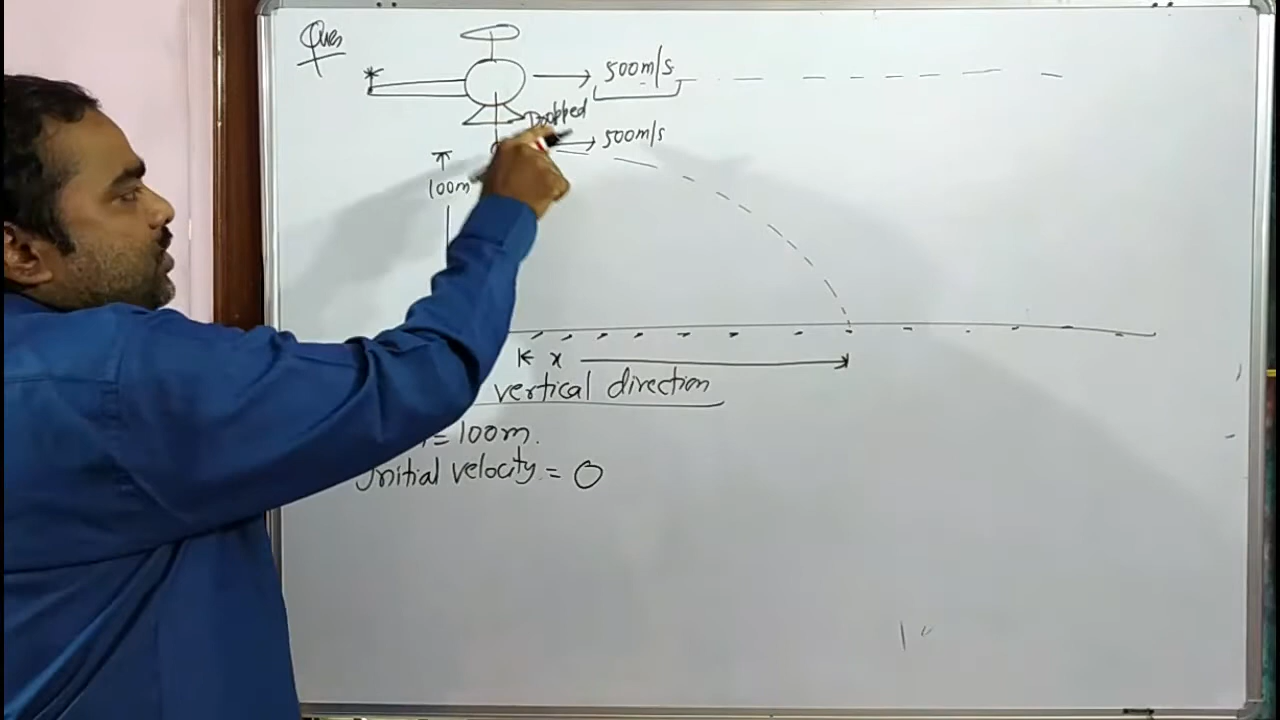 Ques
500m/s
Dropped
500m/s
100m
x
vertical direction
=100m.
Initial velocity = 0